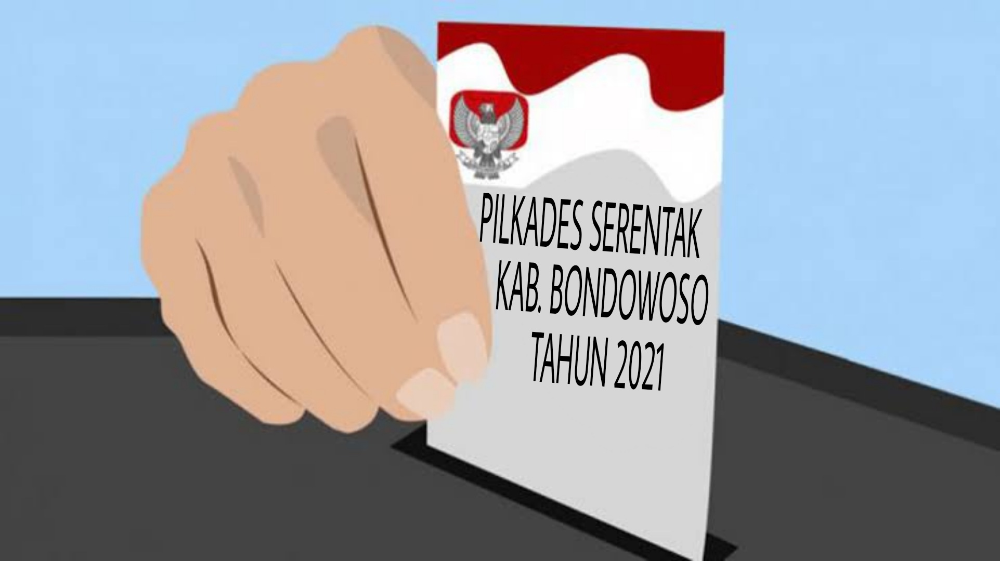 PILKADES SERENTAK
KAB. BONDOWOSO
TAHUN 2021